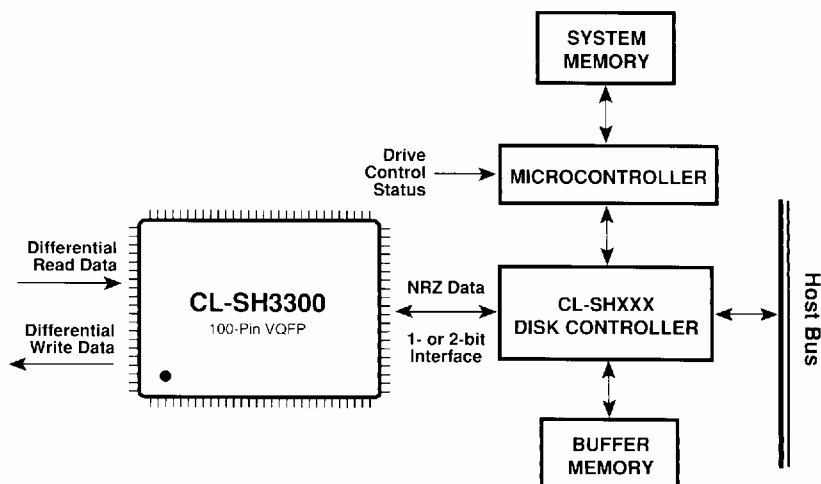 SYSTEM
MEMORY
Drive
Control
Status
MICROCONTROLLER
Differential
Read Data
CL-SH3300
100-Pin VQFP
Differential
Write Data
NRZ Data
1- or 2-bit
Interface
CL-SHXXX
DISK CONTROLLER
Host Bus
BUFFER
MEMORY